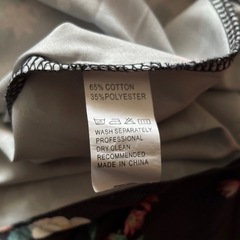 65% COTTON
35% POLYESTER
WASH SEPARATELY
PROFESSIONAL
DRY CLEAN
RECOMMENDED
MADE IN CHINA